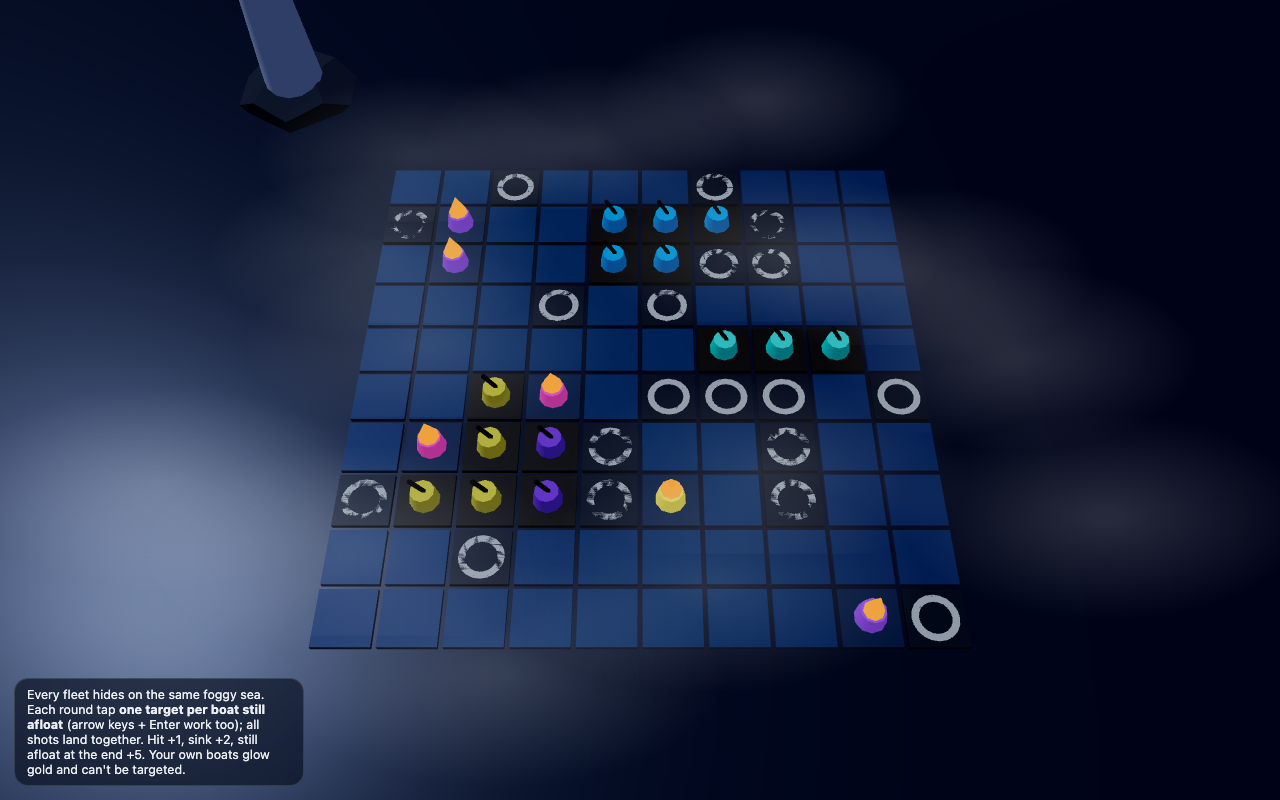 Every fleet hides on the same foggy sea.
Each round tap one target per boat still
afloat (arrow keys + Enter work too); all
shots land together. Hit +1, sink +2, still
afloat at the end +5. Your own boats glow
gold and can't be targeted.